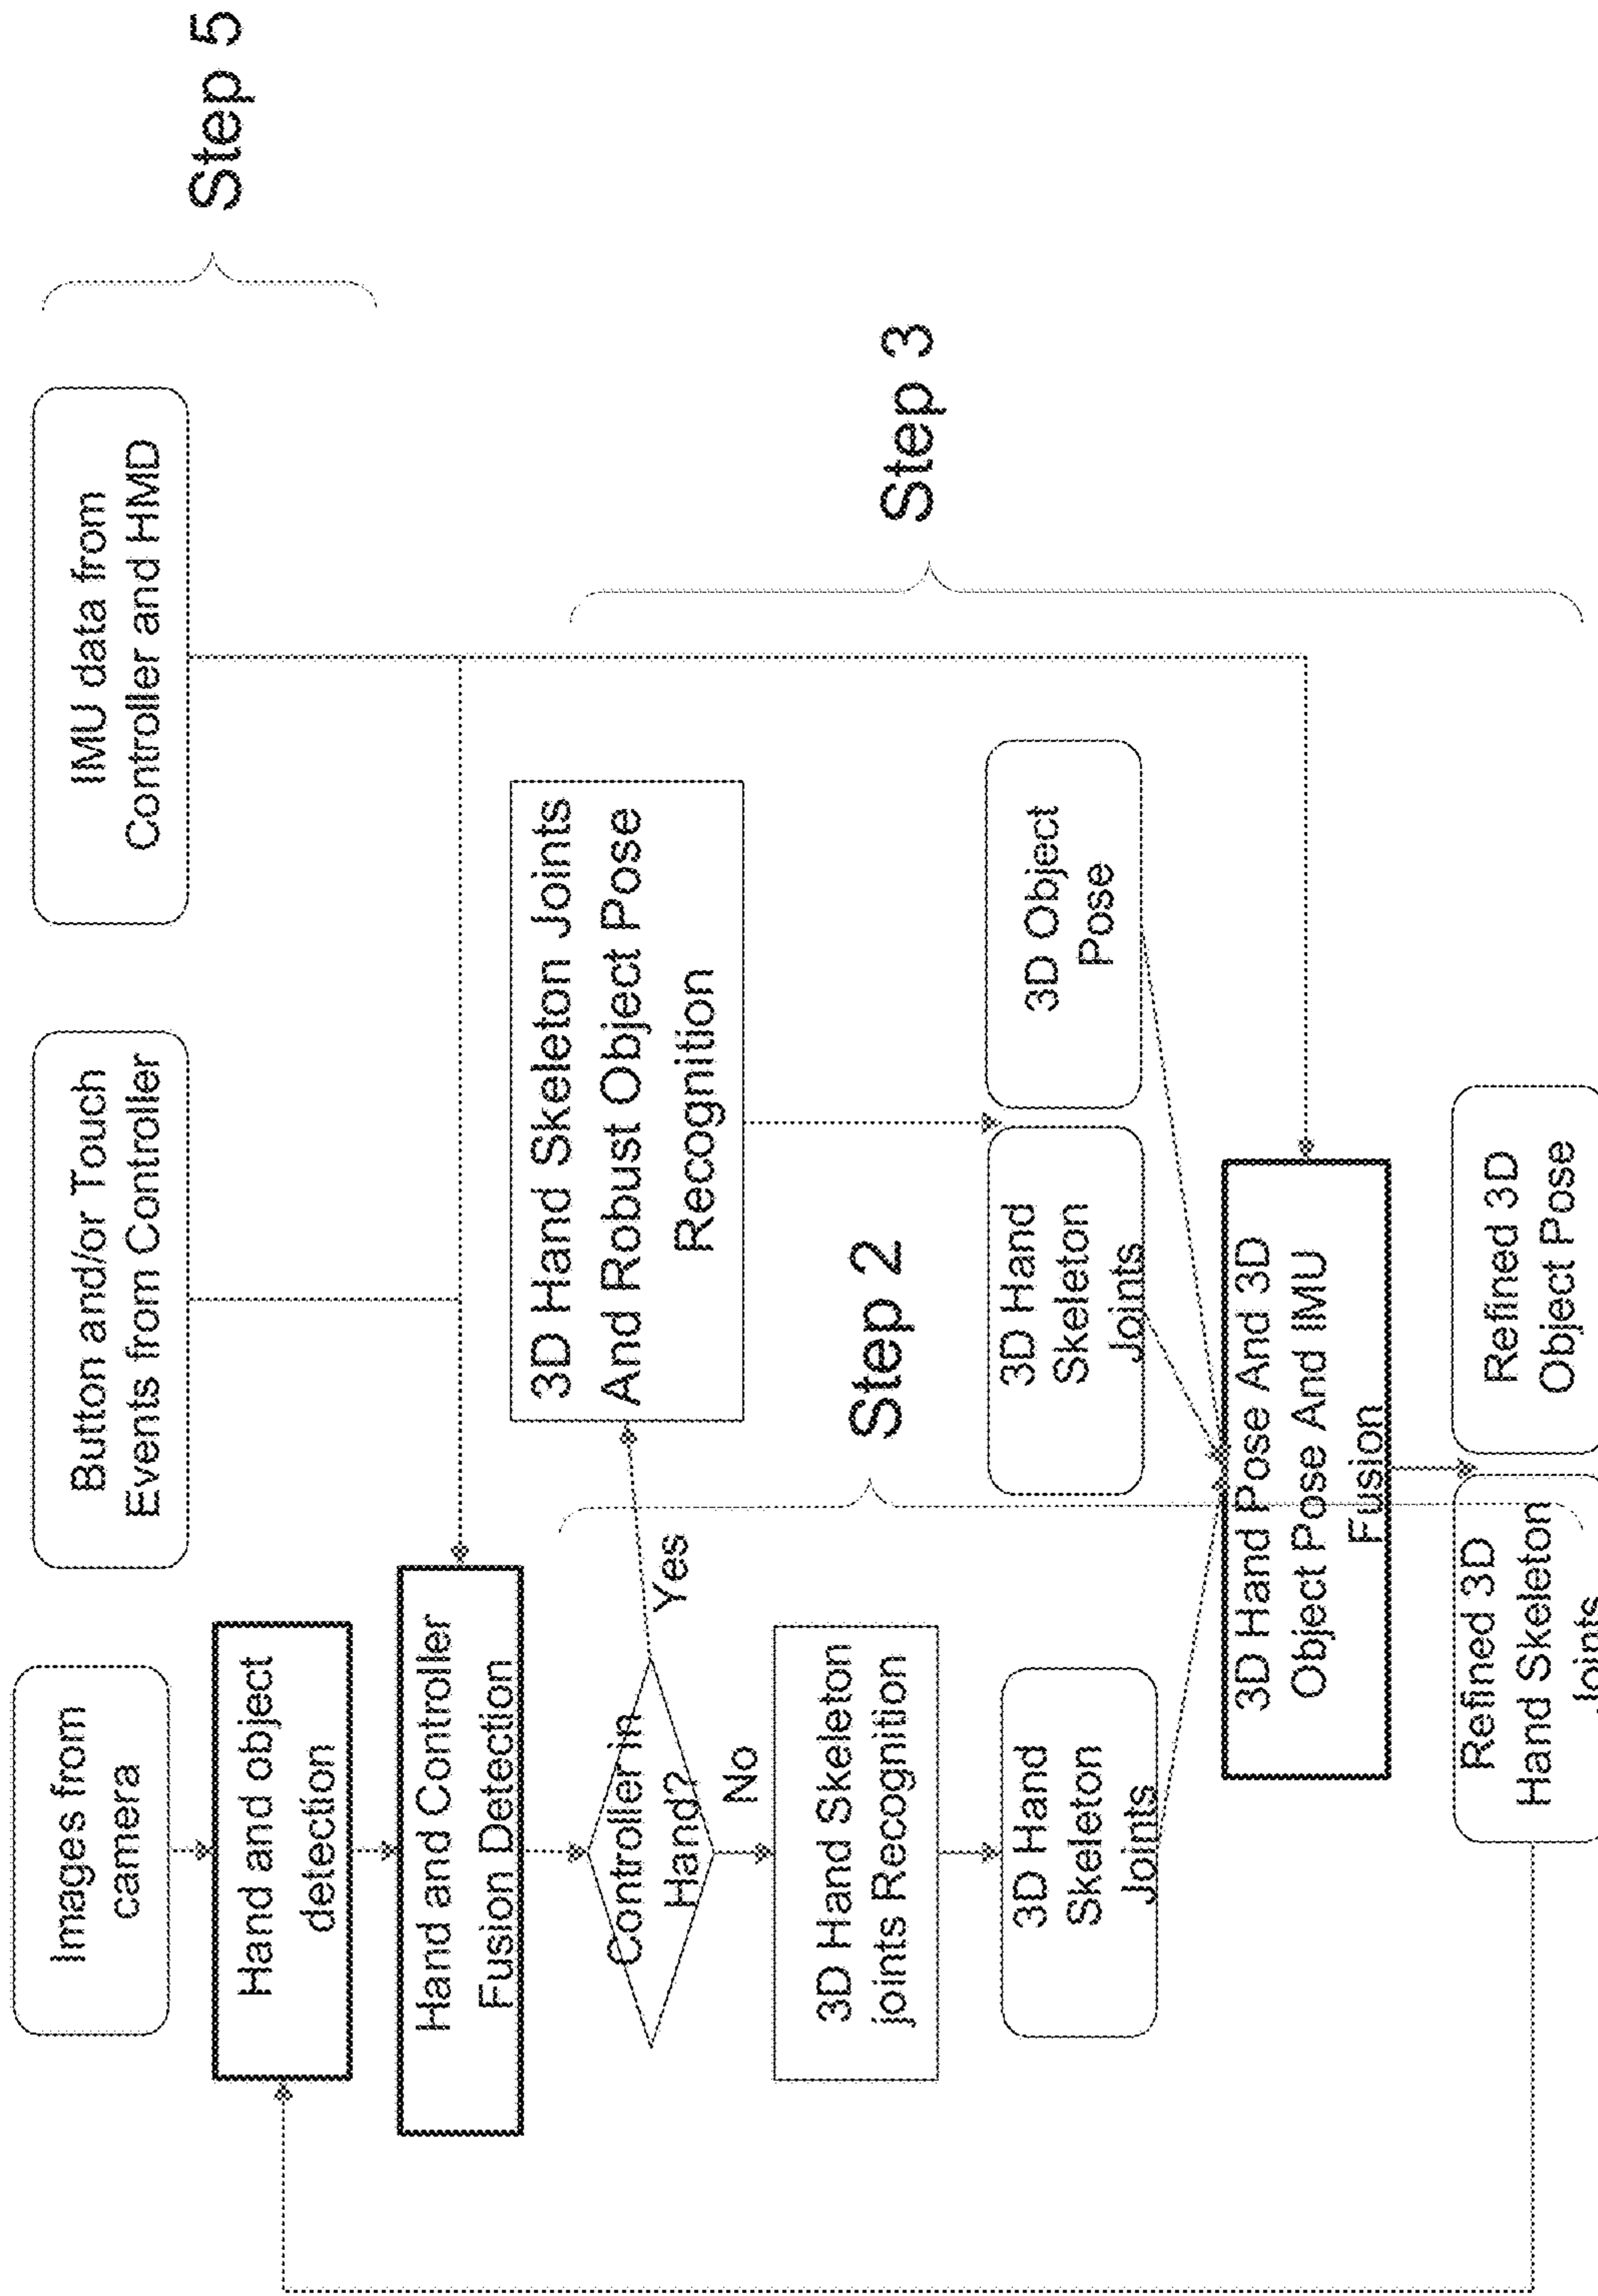 Images from
camera
Button and/or Touch
Events from Controller
IMU data from
Controller and HMD
Step 5
Hand and object
detection
Hand and Controller
Fusion Detection
Controller in
Hand?
Yes
No
3D Hand Skeleton Joints
And Robust Object Pose
Recognition
3D Hand Skeleton
joints Recognition
Step 2
Step 3
3D Hand
Skeleton
Joints
3D Hand
Skeleton
Joints
3D Object
Pose
3D Hand Pose And 3D
Object Pose And IMU
Fusion
Refined 3D
Hand Skeleton
Joints
Refined 3D
Object Pose